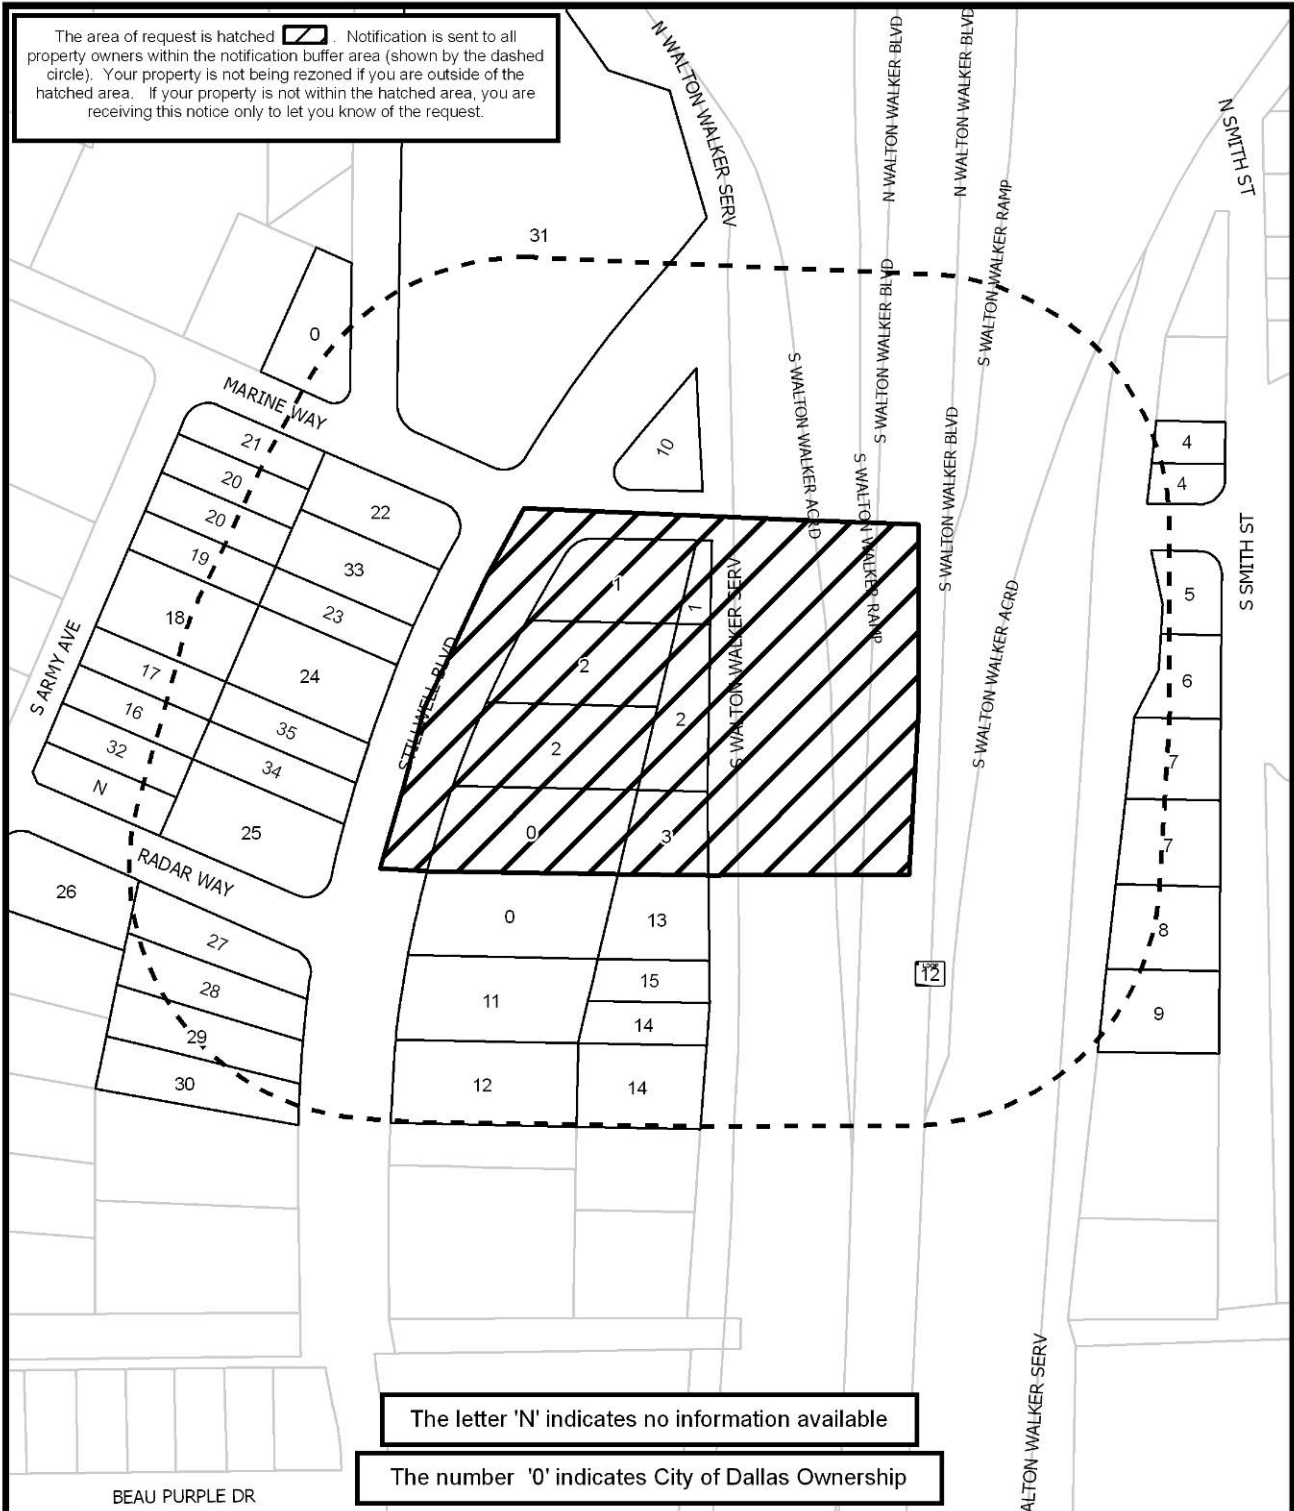 The area of request is hatched . Notification is sent to all
property owners within the notification buffer area (shown by the dashed
circle). Your property is not being rezoned if you are outside of the
hatched area. If your property is not within the hatched area, you are
receiving this notice only to let you know of the request.
N WALTON WALKER SERV
N WALTON WALKER BLVD
N WALTON WALKER BLVD
N SMITH ST
S WALTON WALKER RAMP
31
S WALTON WALKER BLVD
0
MARINE WAY
S WALTON WALKER ACRD
S WALTON WALKER BLVD
S WALTON WALKER RAMP
21
20
20
19
18
17
16
32
N
22
33
23
24
35
34
25
10
4
4
S SMITH ST
5
6
7
7
8
9
S ARMY AVE
STILLWELL BLVD
1
1
2
2
2
0
3
S WALTON WALKER SERV
S WALTON WALKER ACRD
RADAR WAY
26
27
28
29
30
0
13
15
11
14
12
14
LOOP
12
ALTON WALKER SERV
The letter 'N' indicates no information available
The number '0' indicates City of Dallas Ownership
BEAU PURPLE DR